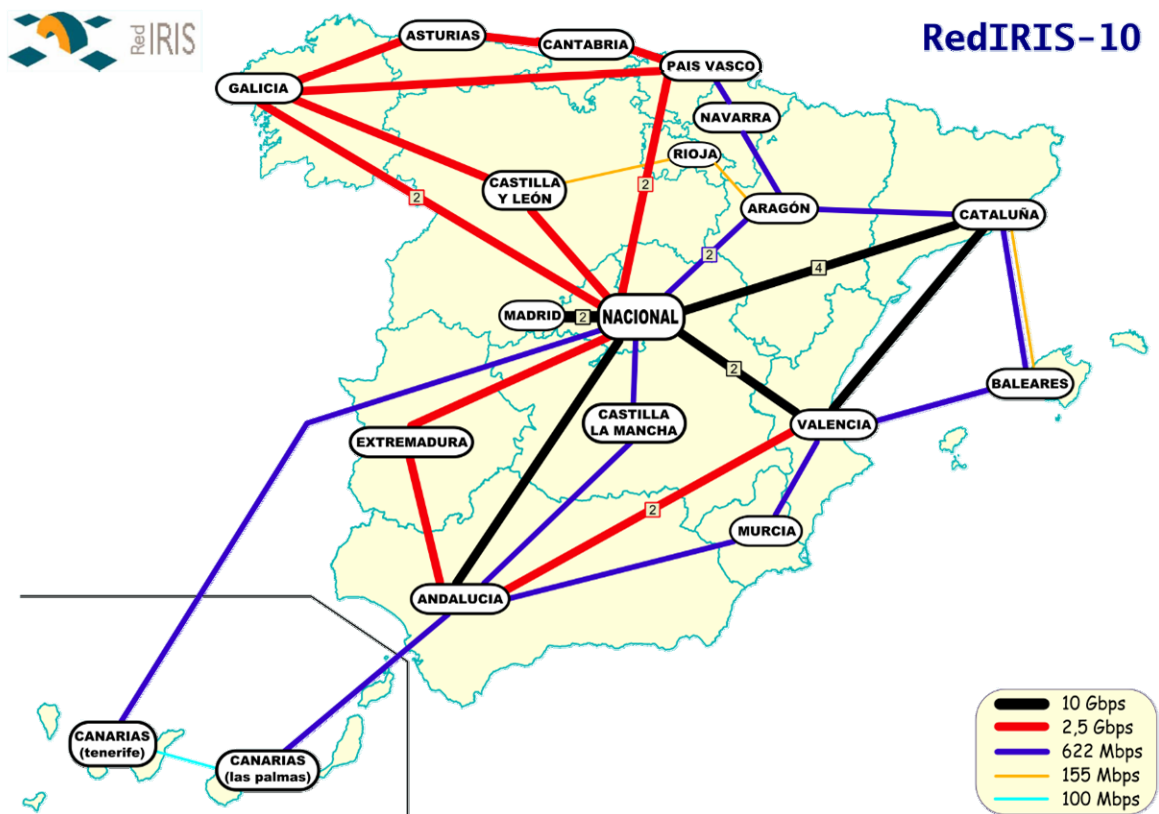 Red IRIS
RedIRIS-10
ASTURIAS
CANTABRIA
PAIS VASCO
GALICIA
NAVARRA
RIOJA
CASTILLA
Y LEÓN
2
2
ARAGÓN
CATALUÑA
2
4
MADRID
2
NACIONAL
2
BALEARES
CASTILLA
LA MANCHA
VALENCIA
EXTREMADURA
2
MURCIA
ANDALUCIA
CANARIAS
(tenerife)
CANARIAS
(las palmas)
10 Gbps
2,5 Gbps
622 Mbps
155 Mbps
100 Mbps